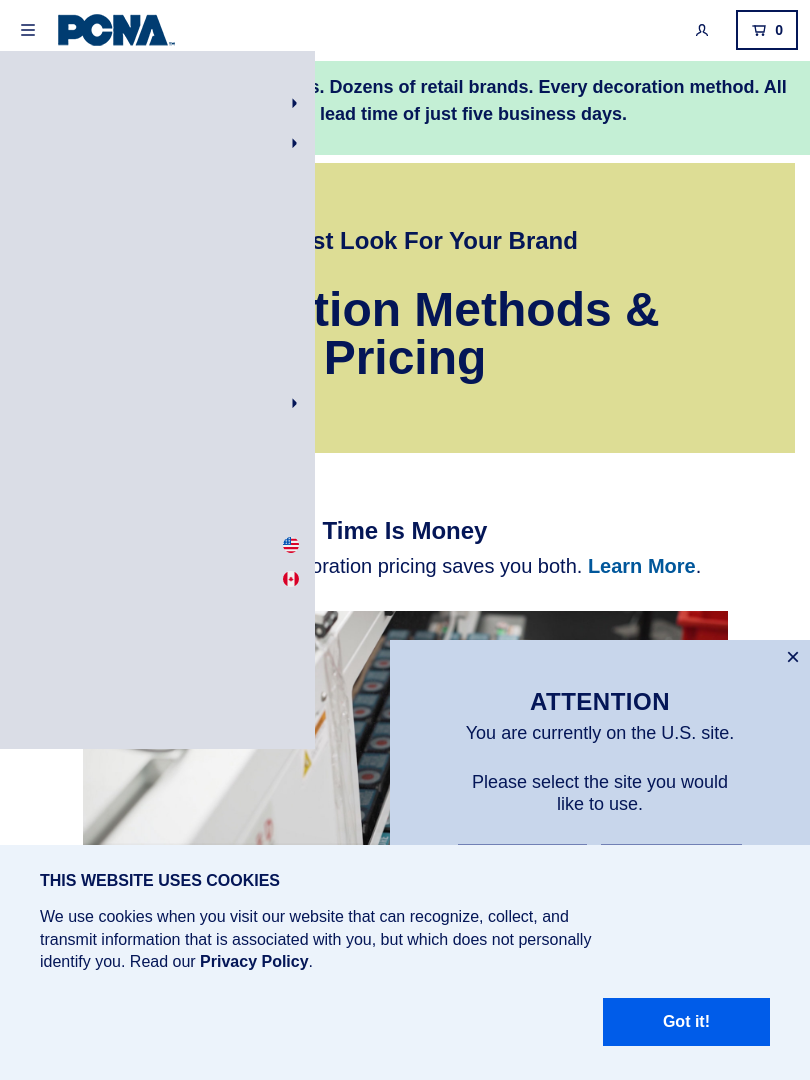 PCNA
0
Dozens of retail brands. Every decoration method. All
lead time of just five business days.
Look For Your Brand
Methods &
Pricing
Time Is Money
pricing saves you both. Learn More.
ATTENTION
You are currently on the U.S. site.
Please select the site you would
like to use.
THIS WEBSITE USES COOKIES
We use cookies when you visit our website that can recognize, collect, and
transmit information that is associated with you, but which does not personally
identify you. Read our Privacy Policy.
Got it!